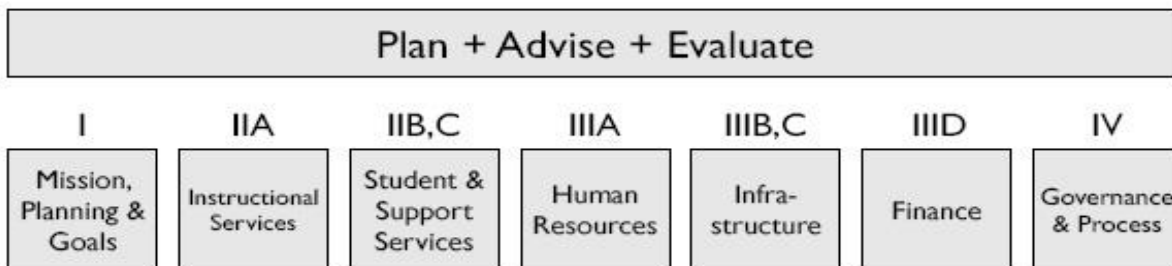 Plan + Advise + Evaluate
I IIA IIB,C IIIA IIIB,C IIID IV
Mission,
Planning &
Goals
Instructional
Services
Student &
Support
Services
Human
Resources
Infra-
structure
Finance
Governance
& Process